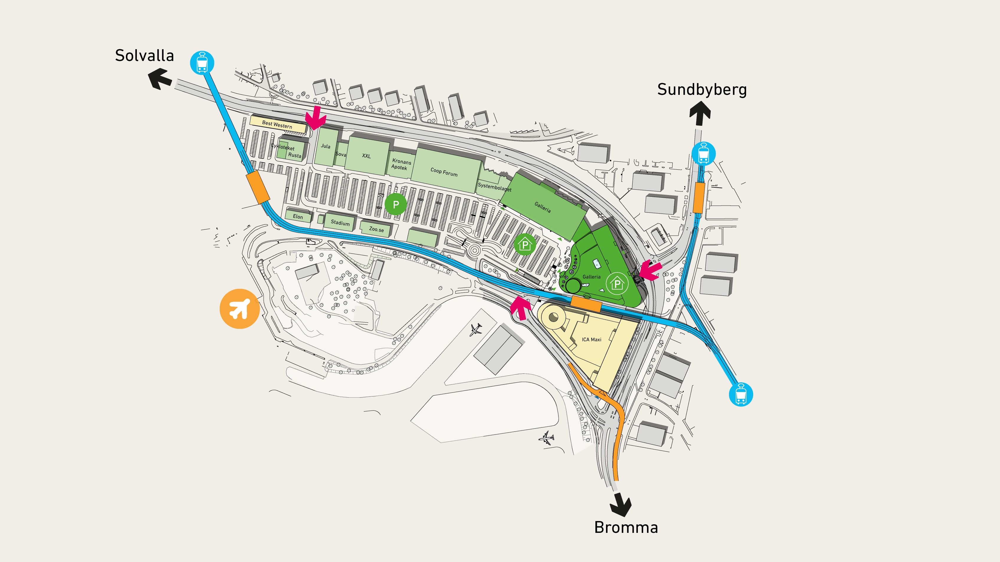 Solvalla
Sundbyberg
Best Western
Cykloteket
Rusta
Jula
Sova
XXL
Kronans
Apotek
Coop Forum
Systembolaget
Galleria
P
Elon
Stadium
Zoo.se
P
Galleria
P
ICA Maxi
Bromma